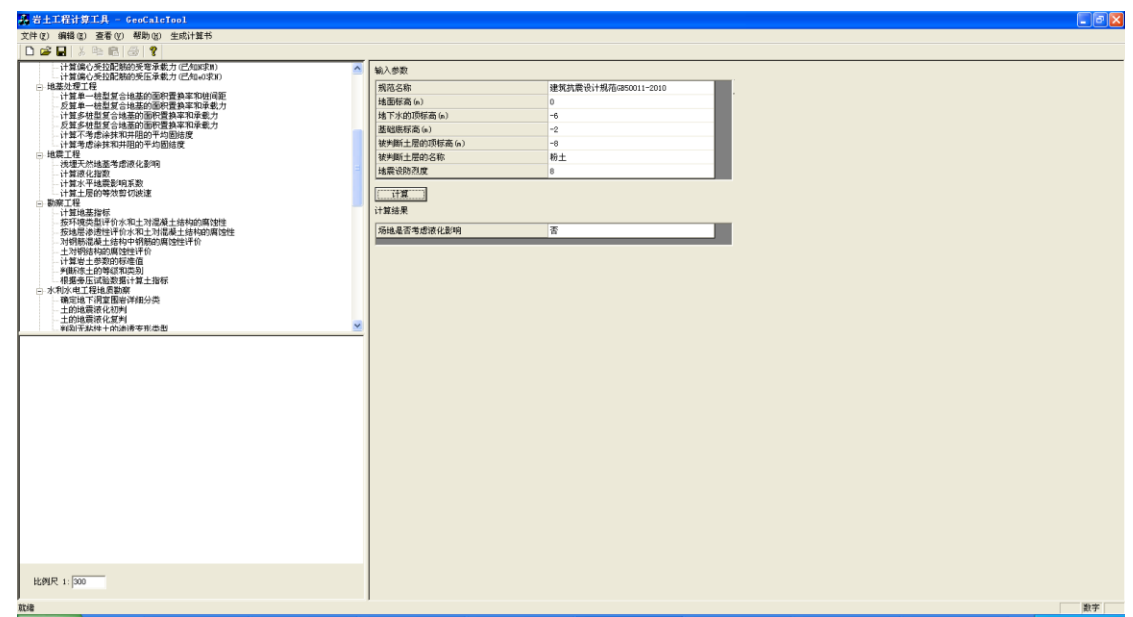 岩土工程计算工具 - GeoCalcTool
文件(F) 编辑(E) 查看(V) 帮助(H) 生成计算书
计算偏心受压配筋的受压承载力(已知e0求N)
地基处理工程
计算单一桩型复合地基的面积置换率和桩间距
反算单一桩型复合地基的面积置换率和承载力
计算多桩型复合地基的面积置换率和承载力
反算多桩型复合地基的面积置换率和承载力
计算不考虑涂抹和井阻的平均固结度
计算考虑涂抹和井阻的平均固结度
地震工程
浅埋天然地基考虑液化影响
计算液化指数
计算水平地震影响系数
计算土层的等效剪切波速
勘察工程
计算地基指标
按环境类型评价水和土对混凝土结构的腐蚀性
按地层渗透性评价水和土对混凝土结构的腐蚀性
对钢筋混凝土结构中钢筋的腐蚀性评价
土对钢结构的腐蚀性评价
计算岩土参数的标准值
判断冻土的等级和类别
根据旁压试验数据计算土指标
水利水电工程地质勘察
确定地下洞室围岩详细分类
土的地震液化初判
土的地震液化复判
判别无粘性土的渗透变形类型
比例尺 1: 300
就绪
输入参数
规范名称 建筑抗震设计规范GB50011-2010
地面标高(m) 0
地下水的顶标高(m) -6
基础底标高(m) -2
被判断土层的顶标高(m) -8
被判断土层的名称 粉土
地震设防烈度 8
计算
计算结果
场地是否考虑液化影响 否
数字